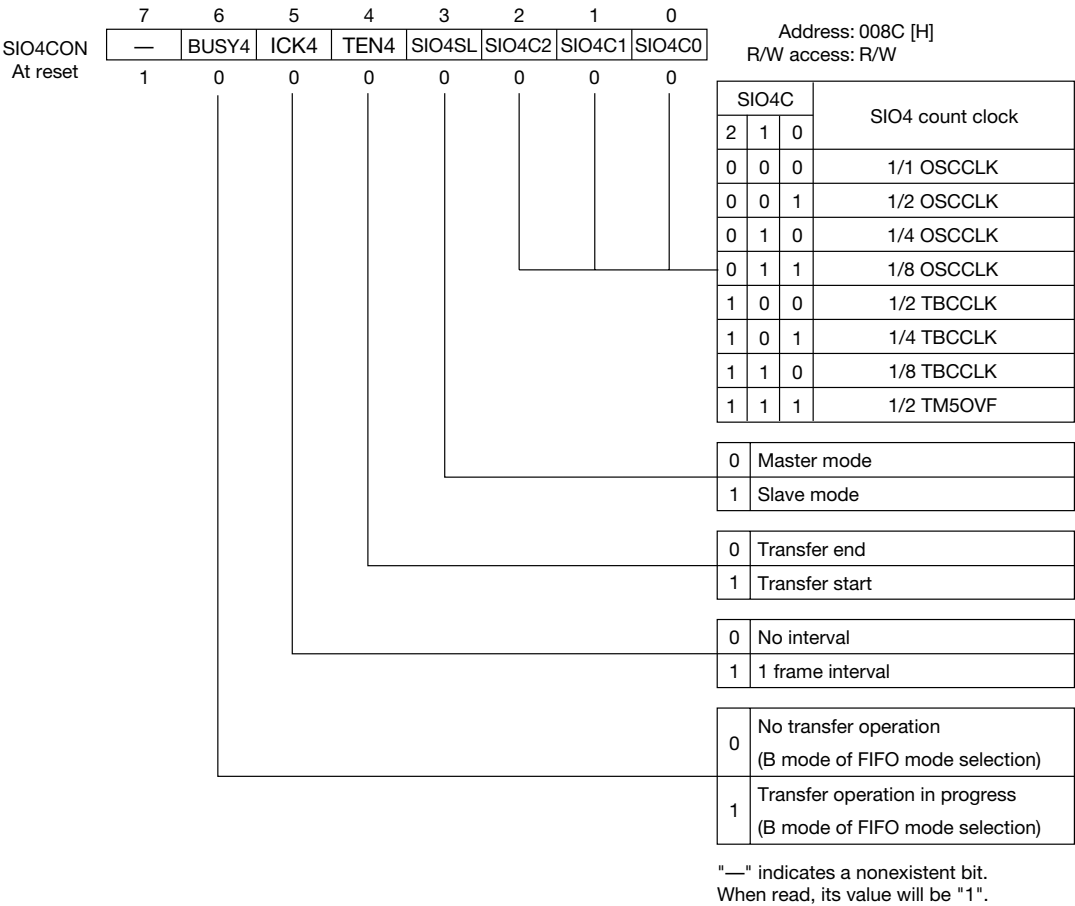 7 6 5 4 3 2 1 0
SIO4CON — BUSY4 ICK4 TEN4 SIO4SL SIO4C2 SIO4C1 SIO4C0
At reset 1 0 0 0 0 0 0 0
Address: 008C [H]
R/W access: R/W
SIO4C SIO4 count clock
2 1 0
0 0 0 1/1 OSCCLK
0 0 1 1/2 OSCCLK
0 1 0 1/4 OSCCLK
0 1 1 1/8 OSCCLK
1 0 0 1/2 TBCCLK
1 0 1 1/4 TBCCLK
1 1 0 1/8 TBCCLK
1 1 1 1/2 TM5OVF
0 Master mode
1 Slave mode
0 Transfer end
1 Transfer start
0 No interval
1 1 frame interval
0 No transfer operation
(B mode of FIFO mode selection)
1 Transfer operation in progress
(B mode of FIFO mode selection)
"—" indicates a nonexistent bit.
When read, its value will be "1".